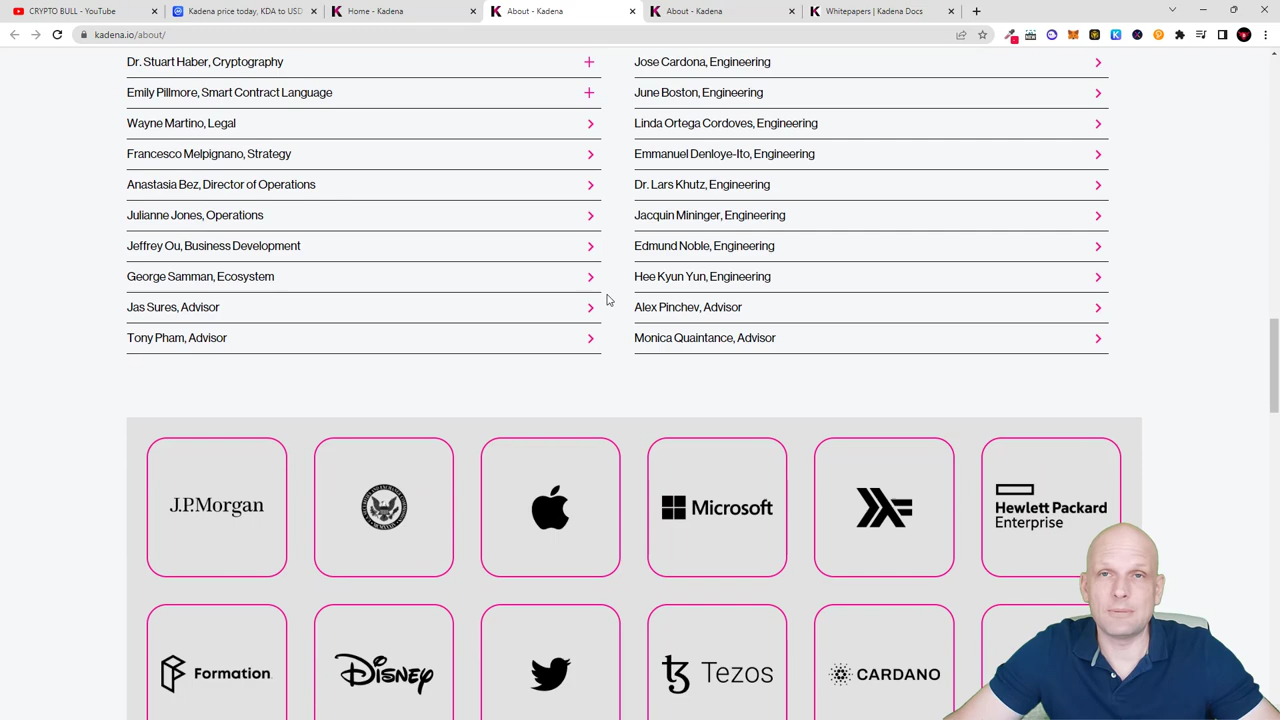 CRYPTO BULL - YouTube
Kadena price today, KDA to USD
Home - Kadena
About - Kadena
About - Kadena
Whitepapers | Kadena Docs
kadena.io/about/
Dr. Stuart Haber, Cryptography
Emily Pillmore, Smart Contract Language
Wayne Martino, Legal
Francesco Melpignano, Strategy
Anastasia Bez, Director of Operations
Julianne Jones, Operations
Jeffrey Ou, Business Development
George Samman, Ecosystem
Jas Sures, Advisor
Tony Pham, Advisor
Jose Cardona, Engineering
June Boston, Engineering
Linda Ortega Cordoves, Engineering
Emmanuel Denloye-Ito, Engineering
Dr. Lars Khutz, Engineering
Jacquin Mininger, Engineering
Edmund Noble, Engineering
Hee Kyun Yun, Engineering
Alex Pinchev, Advisor
Monica Quaintance, Advisor
J.P.Morgan
Microsoft
Hewlett Packard
Enterprise
Formation
Disney
Tezos
CARDANO